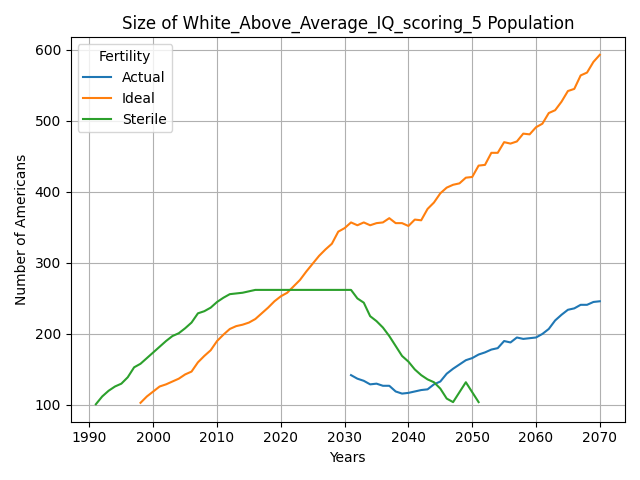 Size of White_Above_Average_IQ_scoring_5 Population
Fertility
Actual
Ideal
Sterile
Number of Americans
600
500
400
300
200
100
1990
2000
2010
2020
2030
2040
2050
2060
2070
Years